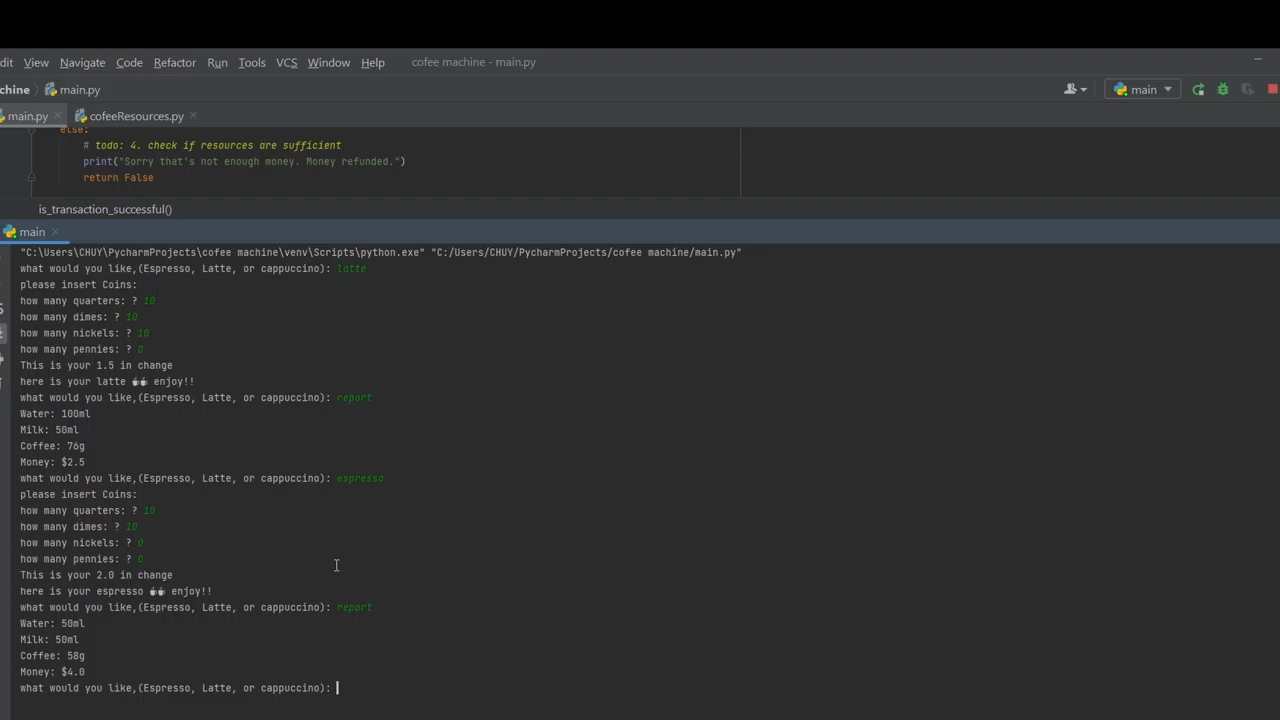 dit View Navigate Code Refactor Run Tools VCS Window Help cofee machine - main.py
chine main.py main
main.py cofeeResources.py
else:
# todo: 4. check if resources are sufficient
print("Sorry that's not enough money. Money refunded.")
return False
is_transaction_successful()
main
"C:\Users\CHUY\PycharmProjects\cofee machine\venv\Scripts\python.exe" "C:/Users/CHUY/PycharmProjects/cofee machine/main.py"
what would you like,(Espresso, Latte, or cappuccino): latte
please insert Coins:
how many quarters: ? 10
how many dimes: ? 10
how many nickels: ? 10
how many pennies: ? 0
This is your 1.5 in change
here is your latte ☕☕ enjoy!!
what would you like,(Espresso, Latte, or cappuccino): report
Water: 100ml
Milk: 50ml
Coffee: 76g
Money: $2.5
what would you like,(Espresso, Latte, or cappuccino): espresso
please insert Coins:
how many quarters: ? 10
how many dimes: ? 10
how many nickels: ? 0
how many pennies: ? 0
This is your 2.0 in change
here is your espresso ☕☕ enjoy!!
what would you like,(Espresso, Latte, or cappuccino): report
Water: 50ml
Milk: 50ml
Coffee: 58g
Money: $4.0
what would you like,(Espresso, Latte, or cappuccino):